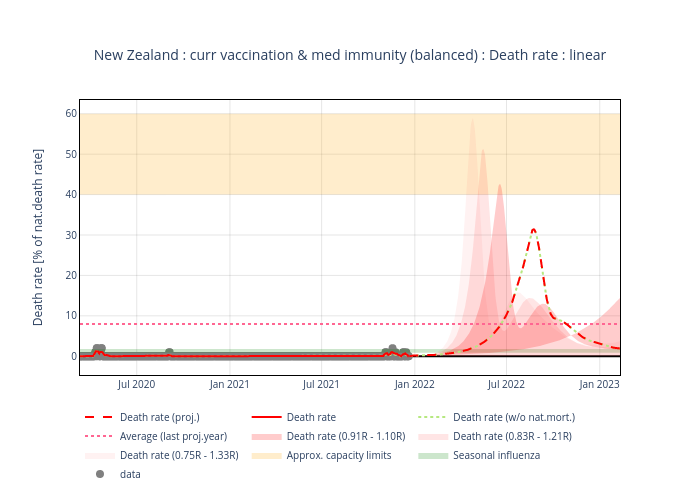 New Zealand : curr vaccination & med immunity (balanced) : Death rate : linear
Death rate [% of nat.death rate]
60
50
40
30
20
10
0
Jul 2020 Jan 2021 Jul 2021 Jan 2022 Jul 2022 Jan 2023
Death rate (proj.) Death rate Death rate (w/o nat.mort.)
Average (last proj.year) Death rate (0.91R - 1.10R) Death rate (0.83R - 1.21R)
Death rate (0.75R - 1.33R) Approx. capacity limits Seasonal influenza
data